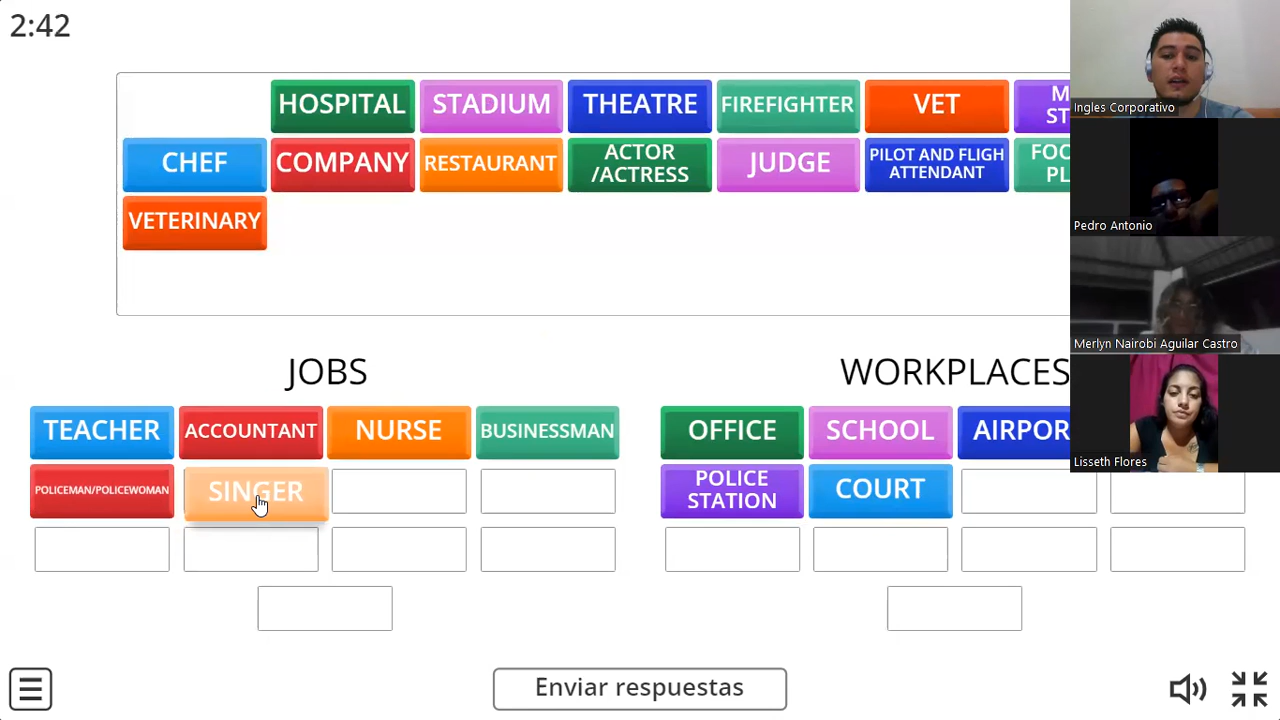 2:42
HOSPITAL
STADIUM
THEATRE
FIREFIGHTER
VET
CHEF
COMPANY
RESTAURANT
ACTOR
/ACTRESS
JUDGE
PILOT AND FLIGH
ATTENDANT
VETERINARY
JOBS
WORKPLACES
TEACHER
ACCOUNTANT
NURSE
BUSINESSMAN
OFFICE
SCHOOL
AIRPOR
POLICEMAN/POLICEWOMAN
SINGER
POLICE
STATION
COURT
Enviar respuestas
Ingles Corporativo
Pedro Antonio
Merlyn Nairobi Aguilar Castro
Lisseth Flores